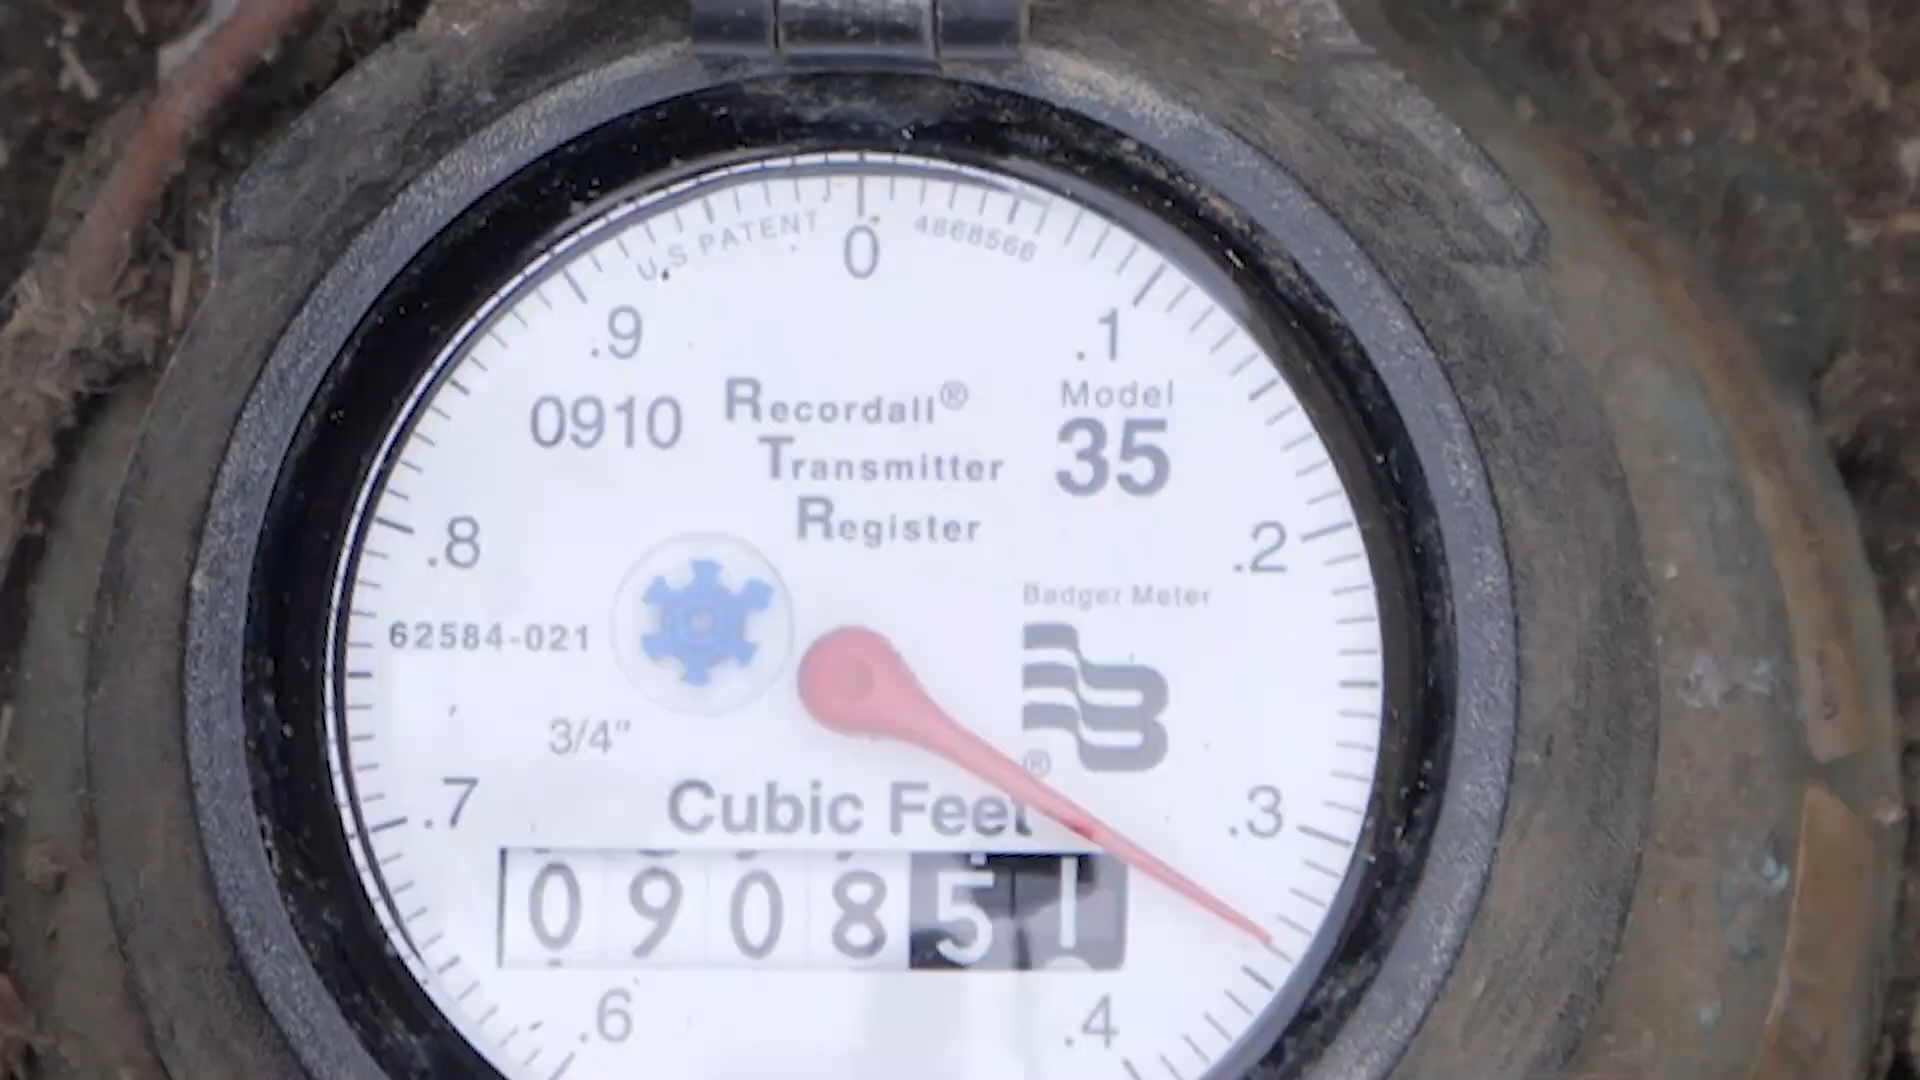 U.S PATENT 4868566
0
.9 .1
0910 Recordall® Model
Transmitter 35
Register
.8 .2
Badger Meter
62584-021
3/4"
®
.7 Cubic Feet .3
090851
.6 .4